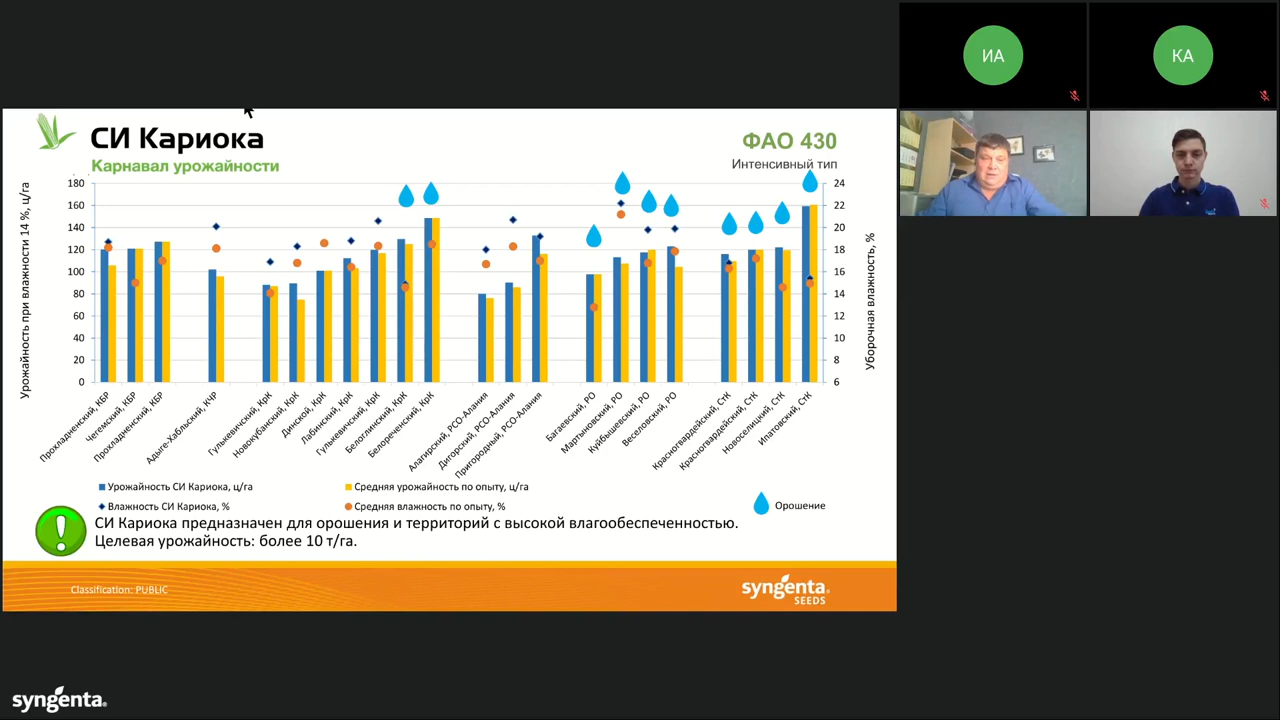 ИА
КА
СИ Кариока
Карнавал урожайности
ФАО 430
Интенсивный тип
Урожайность при влажности 14 %, ц/га
180
160
140
120
100
80
60
40
20
0
24
22
20
18
16
14
12
10
8
6
Уборочная влажность, %
Прохладненский, КБР
Чегемский, КБР
Прохладненский, КБР
Адыге-Хабльский, КЧР
Гулькевичский, КрК
Новокубанский, КрК
Динской, КрК
Лабинский, КрК
Гулькевичский, КрК
Белоглинский, КрК
Белореченский, КрК
Алагирский, РСО-Алания
Дигорский, РСО-Алания
Пригородный, РСО-Алания
Багаевский, РО
Мартыновский, РО
Куйбышевский, РО
Веселовский, РО
Красногвардейский, СтК
Красногвардейский, СтК
Новоселицкий, СтК
Ипатовский, СтК
Урожайность СИ Кариока, ц/га
Средняя урожайность по опыту, ц/га
Влажность СИ Кариока, %
Средняя влажность по опыту, %
Орошение
СИ Кариока предназначен для орошения и территорий с высокой влагообеспеченностью.
Целевая урожайность: более 10 т/га.
Classification: PUBLIC
syngenta
SEEDS
syngenta